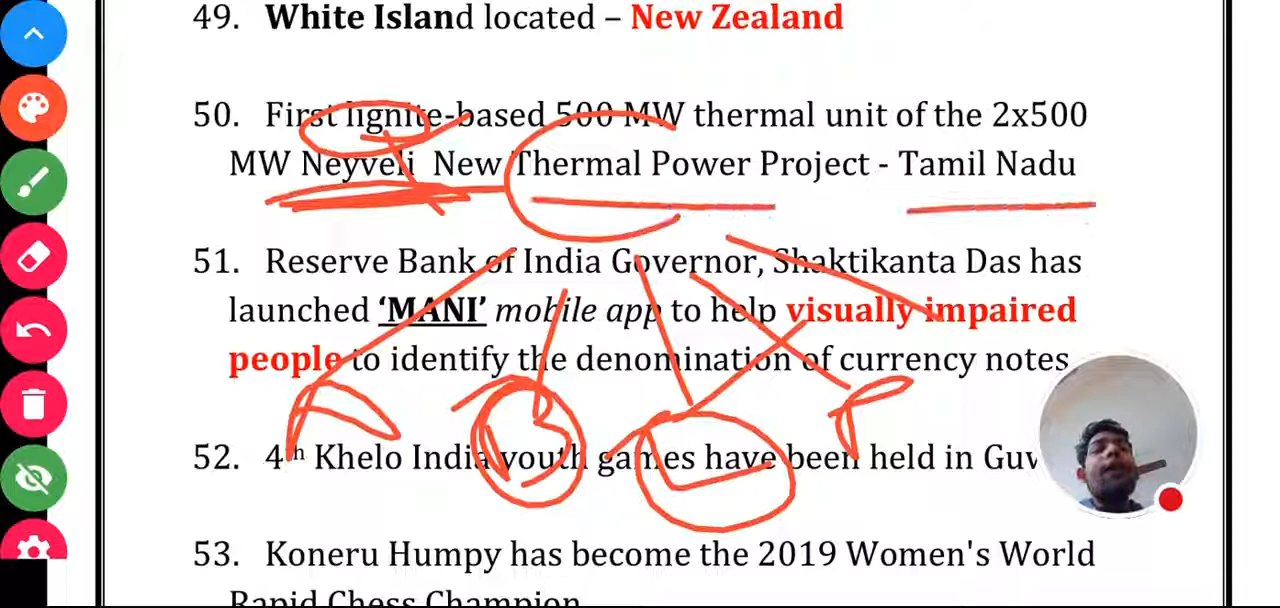 49. White Island located – New Zealand
50. First lignite-based 500 MW thermal unit of the 2x500
MW Neyveli New Thermal Power Project - Tamil Nadu
51. Reserve Bank of India Governor, Shaktikanta Das has
launched ‘MANI’ mobile app to help visually impaired
people to identify the denomination of currency notes
52. 4th Khelo India youth games have been held in
53. Koneru Humpy has become the 2019 Women's World
Rapid Chess Champion